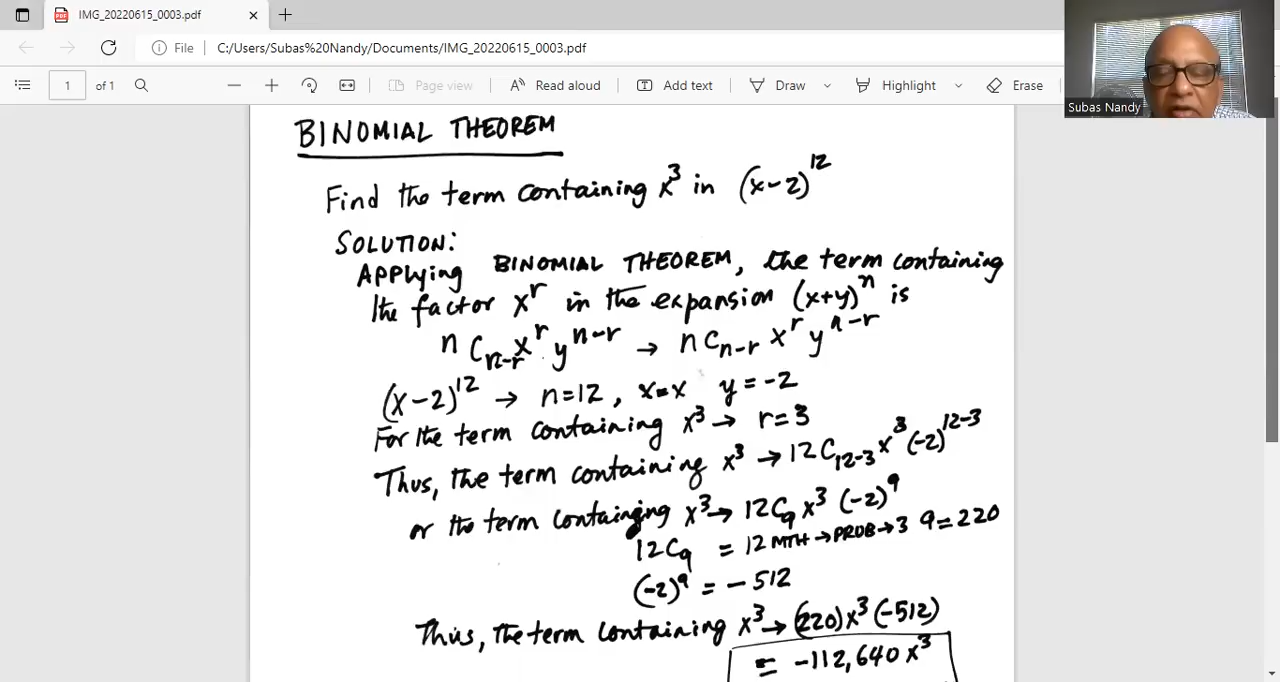 IMG_20220615_0003.pdf
File C:/Users/Subas%20Nandy/Documents/IMG_20220615_0003.pdf
1 of 1 Page view Read aloud Add text Draw Highlight Erase
Subas Nandy
BINOMIAL THEOREM
Find the term containing x³ in (x-2)¹²
SOLUTION:
APPLying BINOMIAL THEOREM, the term containing
the factor xʳ in the expansion (x+y)ⁿ is
n Cₙ₋ᵣ xʳ yⁿ⁻ʳ → n Cₙ₋ᵣ xʳ yⁿ⁻ʳ
(x-2)¹² → n=12, x=x y=-2
For the term containing x³ → r=3
Thus, the term containing x³ → 12C₁₂₋₃ x³ (-2)¹²⁻³
or the term containgng x³ → 12C₉ x³ (-2)⁹
12C₉ = 12 MTH → PROB → 3 9 = 220
(-2)⁹ = -512
Thus, the term containing x³ → (220)x³(-512)
= -112,640 x³